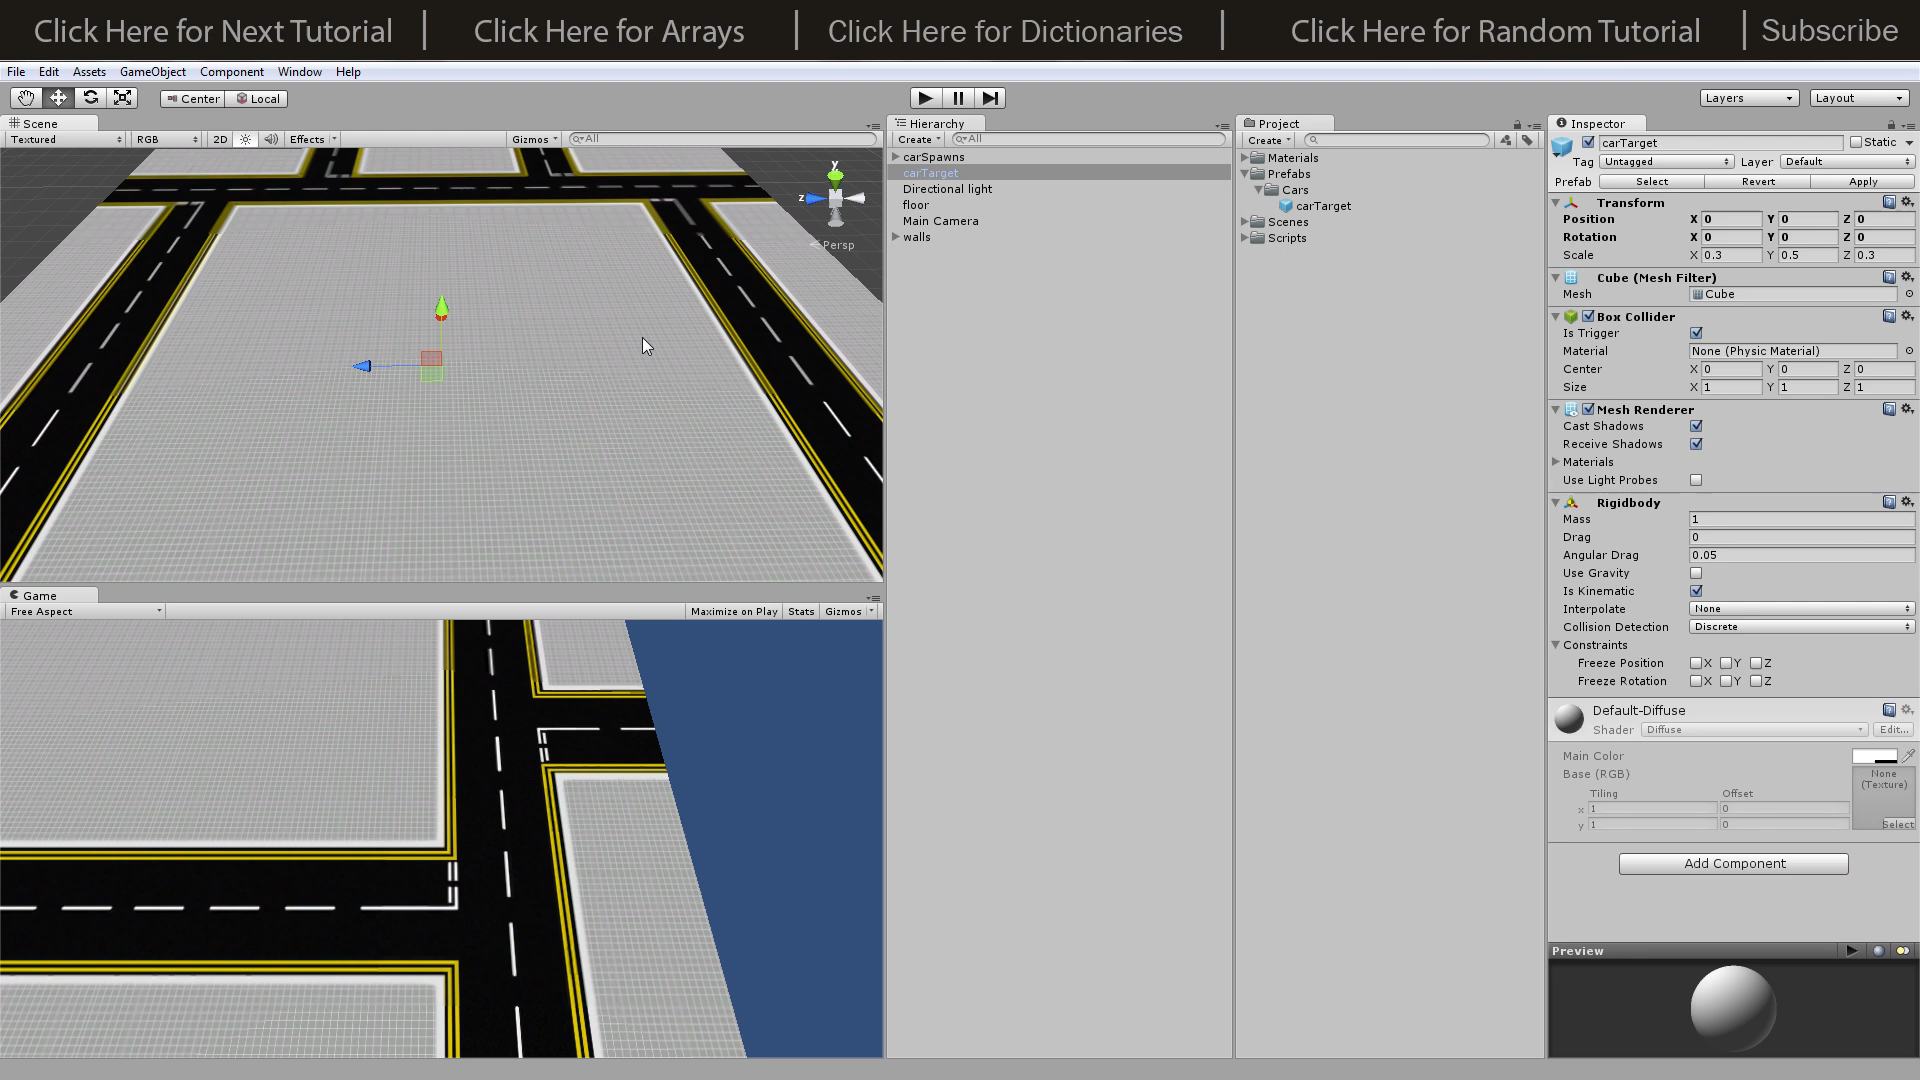 Click Here for Next Tutorial | Click Here for Arrays | Click Here for Dictionaries | Click Here for Random Tutorial | Subscribe
File Edit Assets GameObject Component Window Help
Center Local Layers Layout
Scene
Textured RGB 2D Effects Gizmos All
y
z
Persp
Game
Free Aspect Maximize on Play Stats Gizmos
Hierarchy
Create All
carSpawns
carTarget
Directional light
floor
Main Camera
walls
Project
Create
Materials
Prefabs
Cars
carTarget
Scenes
Scripts
Inspector
carTarget Static
Tag Untagged Layer Default
Prefab Select Revert Apply
Transform
Position X 0 Y 0 Z 0
Rotation X 0 Y 0 Z 0
Scale X 0.3 Y 0.5 Z 0.3
Cube (Mesh Filter)
Mesh Cube
Box Collider
Is Trigger
Material None (Physic Material)
Center X 0 Y 0 Z 0
Size X 1 Y 1 Z 1
Mesh Renderer
Cast Shadows
Receive Shadows
Materials
Use Light Probes
Rigidbody
Mass 1
Drag 0
Angular Drag 0.05
Use Gravity
Is Kinematic
Interpolate None
Collision Detection Discrete
Constraints
Freeze Position X Y Z
Freeze Rotation X Y Z
Default-Diffuse
Shader Diffuse Edit...
Main Color
Base (RGB) None (Texture)
Tiling Offset
x 1 0
y 1 0 Select
Add Component
Preview